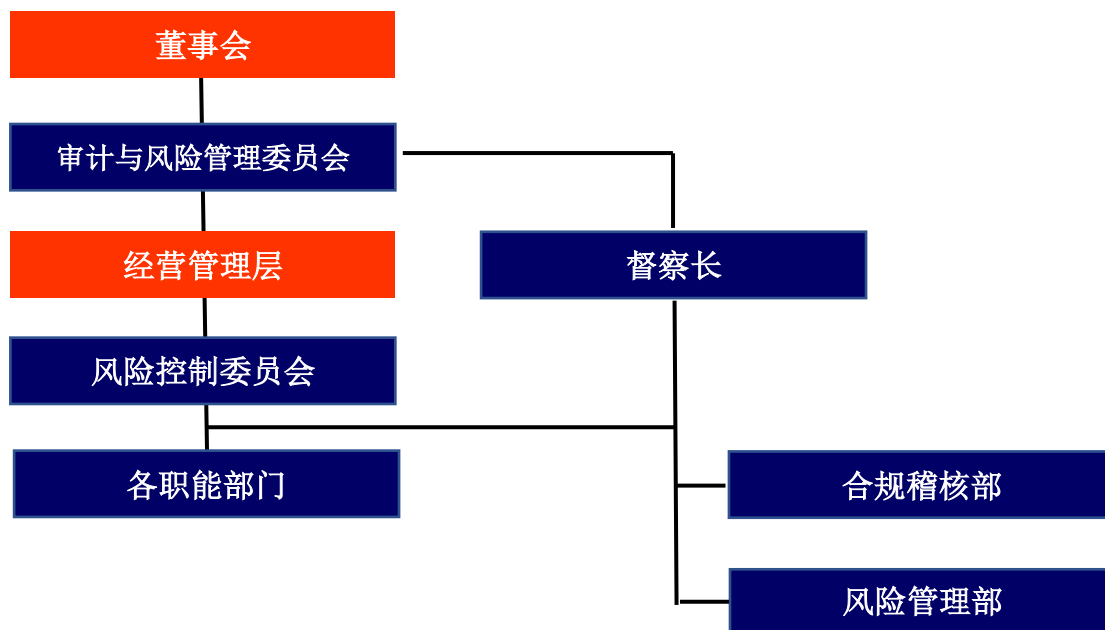 董事会
审计与风险管理委员会
经营管理层
督察长
风险控制委员会
各职能部门
合规稽核部
风险管理部